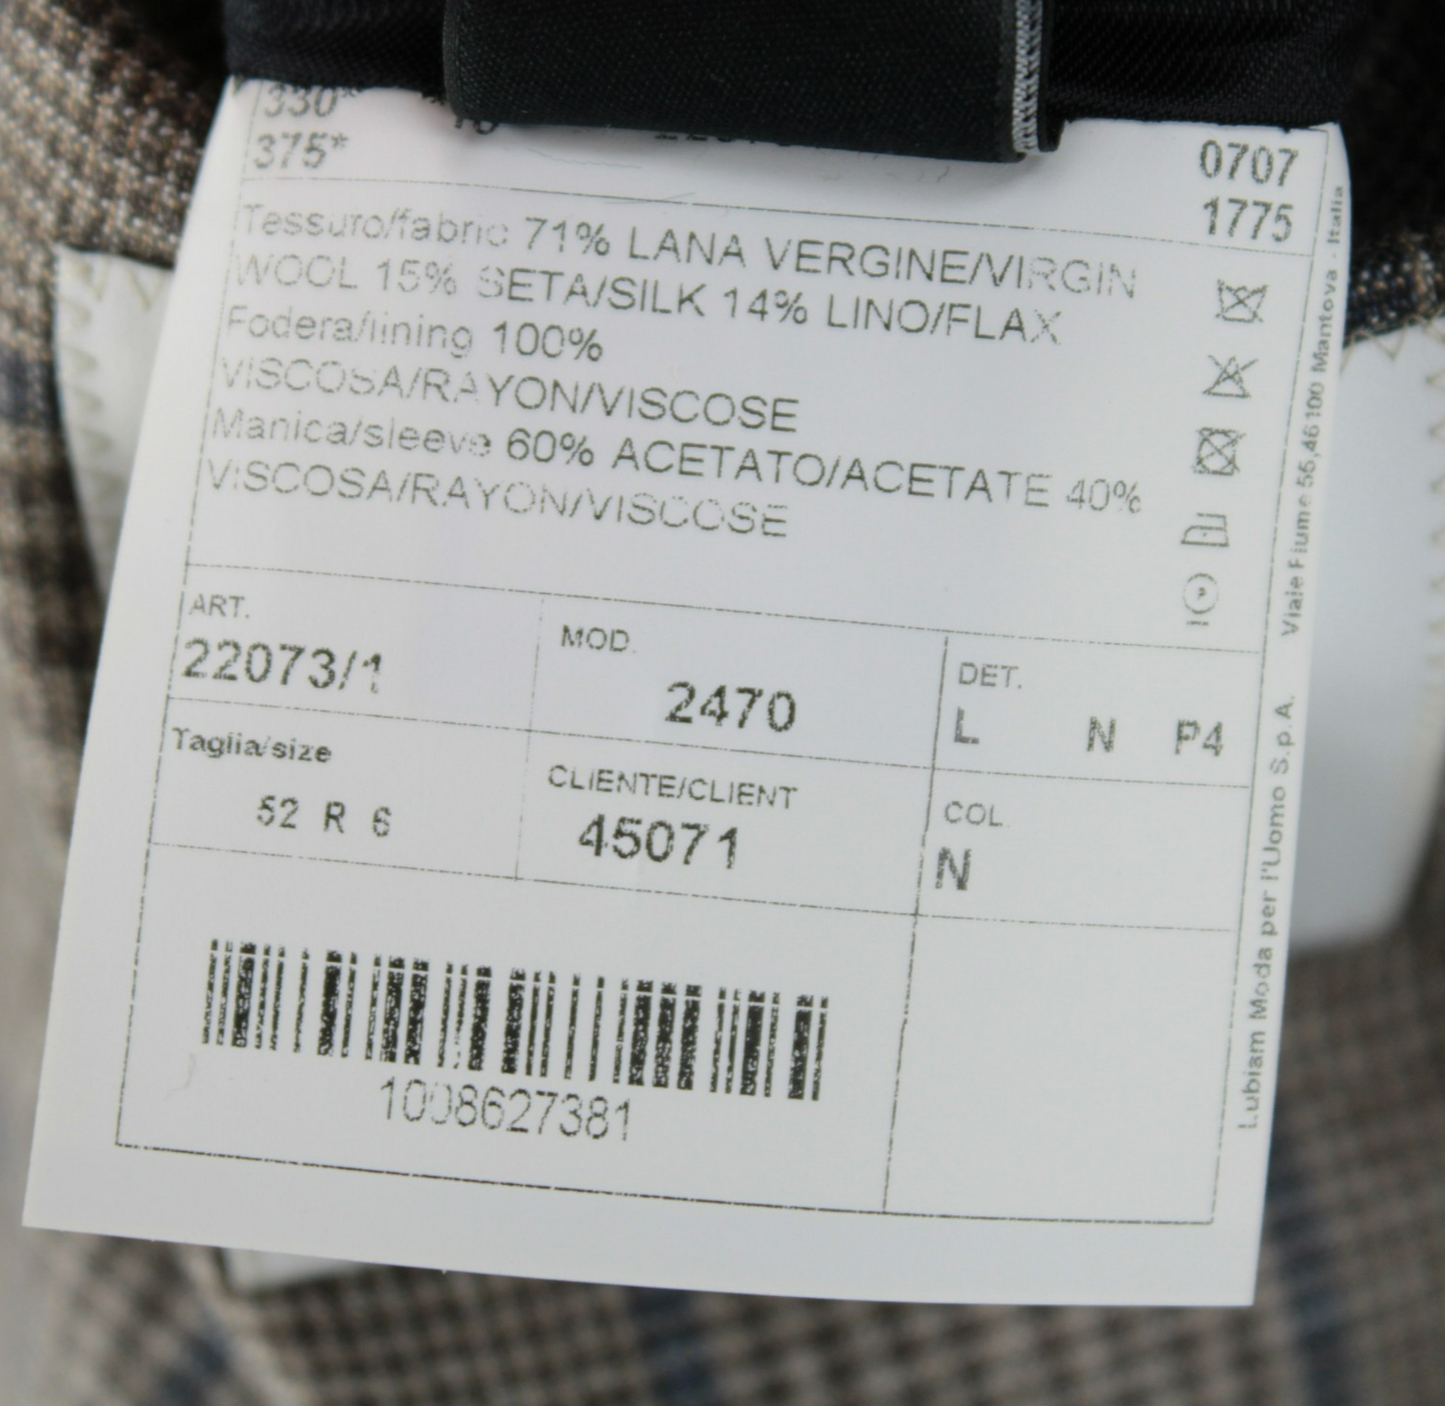 330*
375*
0707
1775
Tessuto/fabric 71% LANA VERGINE/VIRGIN
WOOL 15% SETA/SILK 14% LINO/FLAX
Fodera/lining 100%
VISCOSA/RAYON/VISCOSE
Manica/sleeve 60% ACETATO/ACETATE 40%
VISCOSA/RAYON/VISCOSE
ART.
22073/1
MOD.
2470
DET.
L N P4
Taglia/size
52 R 6
CLIENTE/CLIENT
45071
COL
N
1008627381
Lubiam Moda per l'Uomo S.p.A. Viale Fiume 55,46100 Mantova - Italia